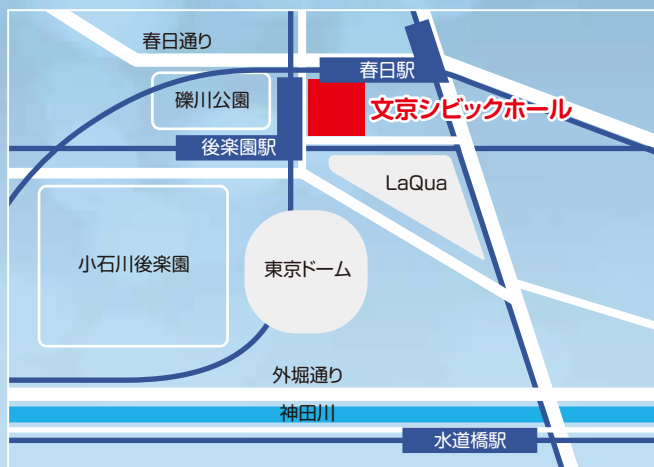 春日通り
春日駅
礫川公園
文京シビックホール
後楽園駅
LaQua
小石川後楽園
東京ドーム
外堀通り
神田川
水道橋駅